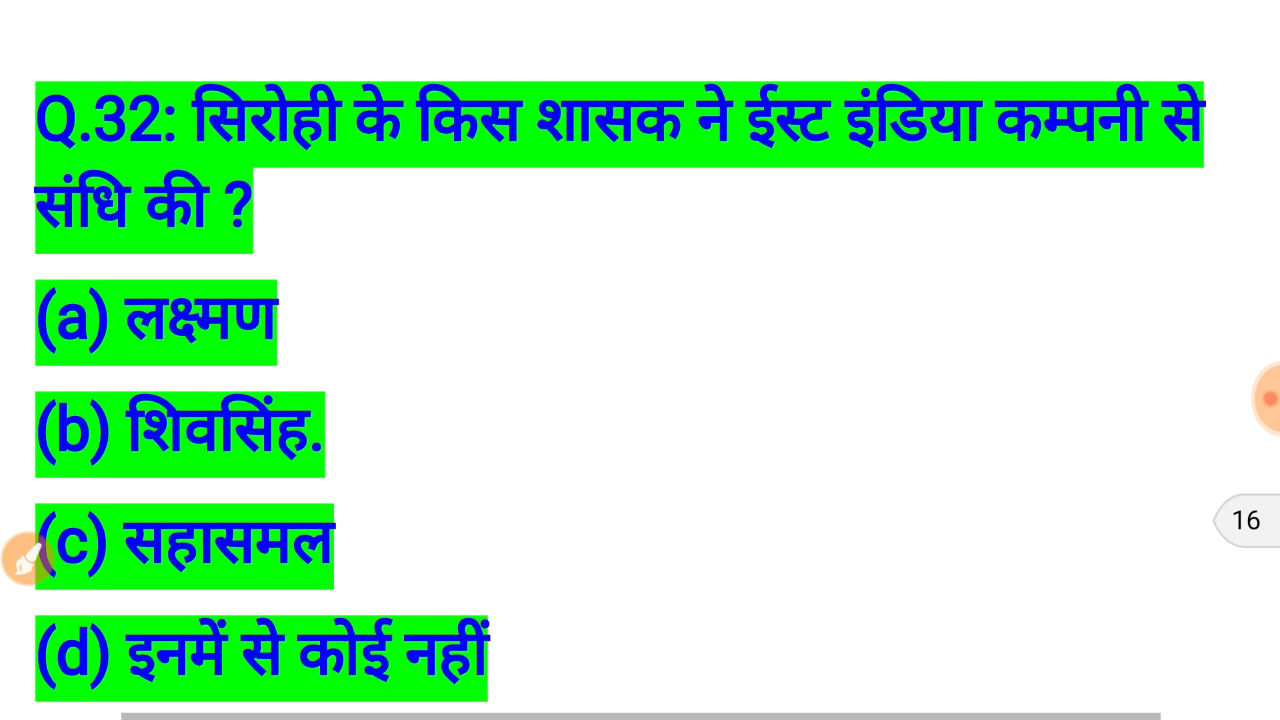 Q.32: सिरोही के किस शासक ने ईस्ट इंडिया कम्पनी से
संधि की ?
(a) लक्ष्मण
(b) शिवसिंह.
(c) सहासमल
16
(d) इनमें से कोई नहीं